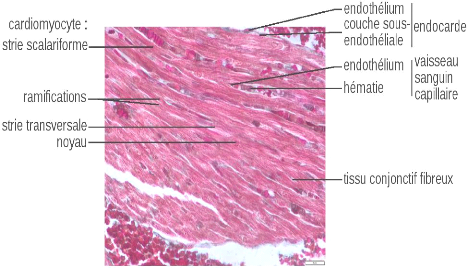 cardiomyocyte :
strie scalariforme
ramifications
strie transversale
noyau
endothélium
couche sous-
endothéliale
endocarde
endothélium
hématie
vaisseau
sanguin
capillaire
tissu conjonctif fibreux